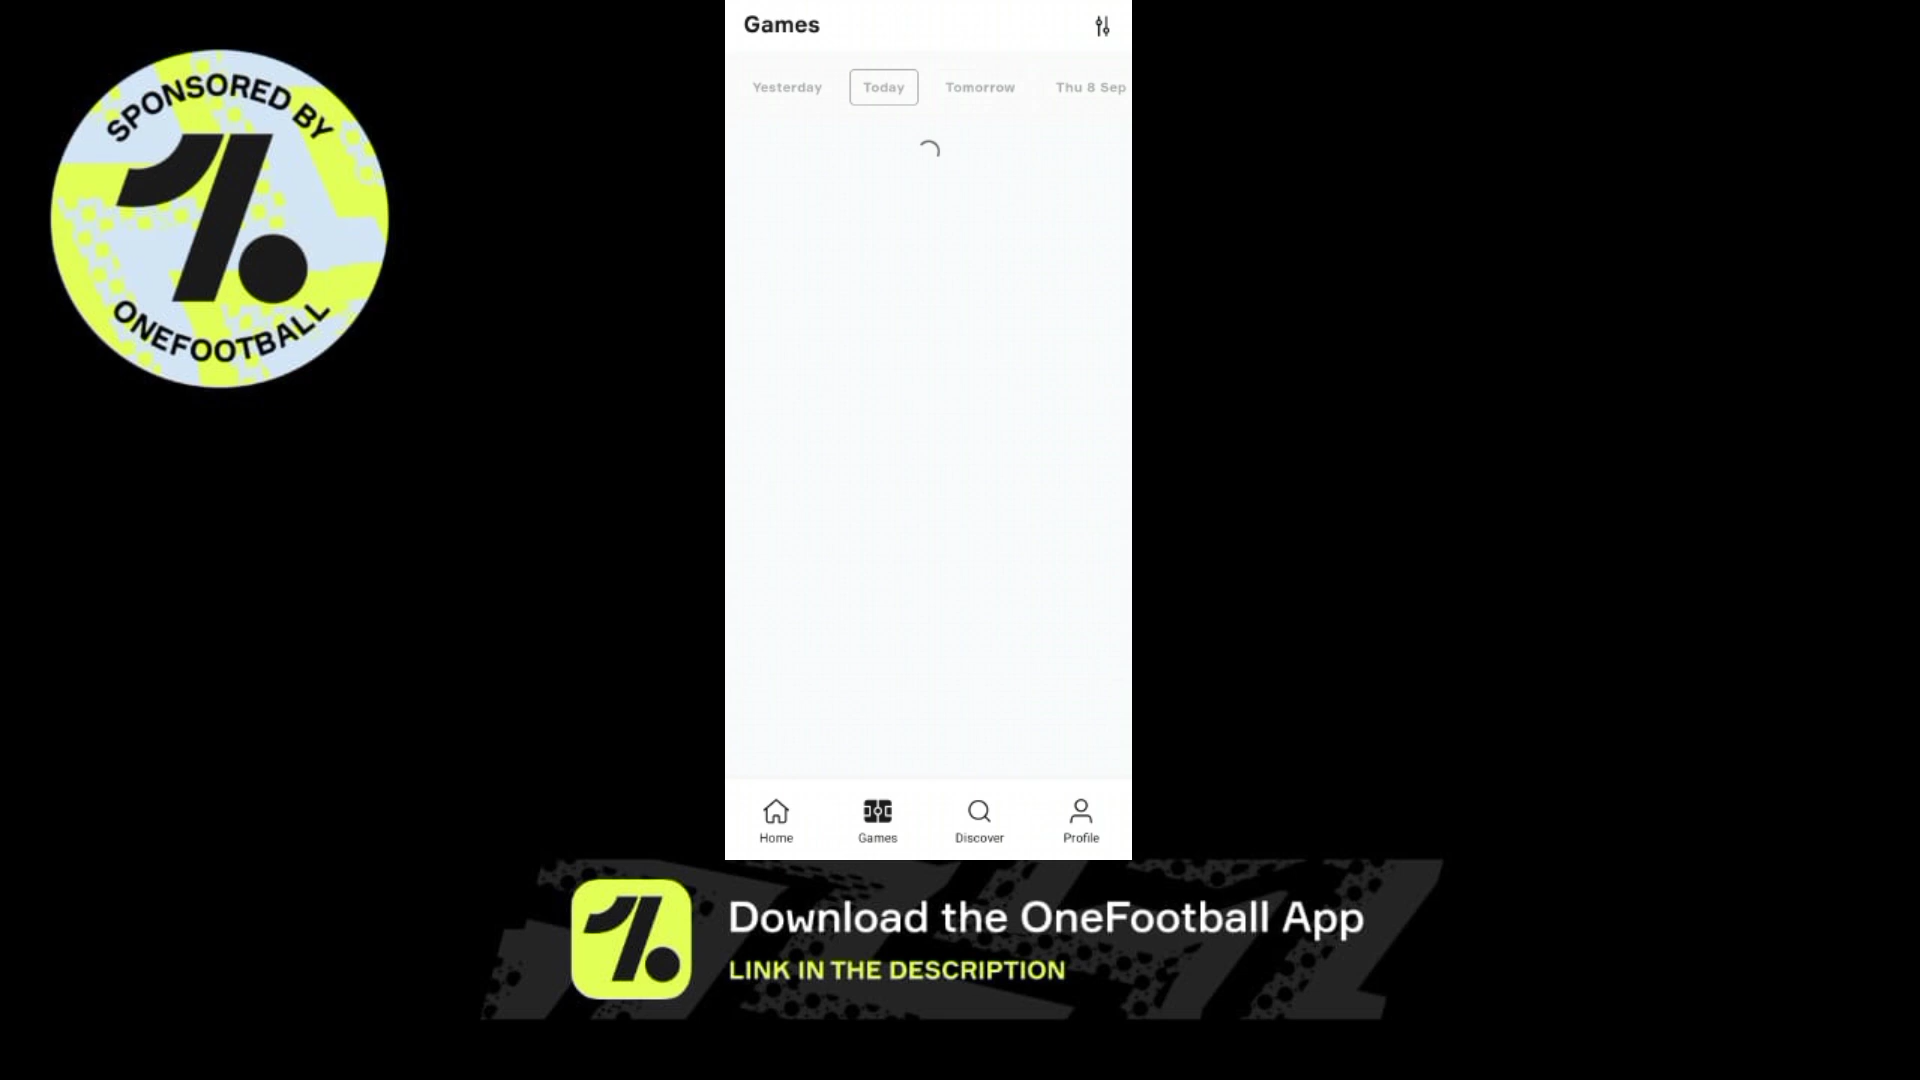 SPONSORED BY
ONEFOOTBALL
Games
Yesterday
Today
Tomorrow
Thu 8 Sep
Home
Games
Discover
Profile
Download the OneFootball App
LINK IN THE DESCRIPTION